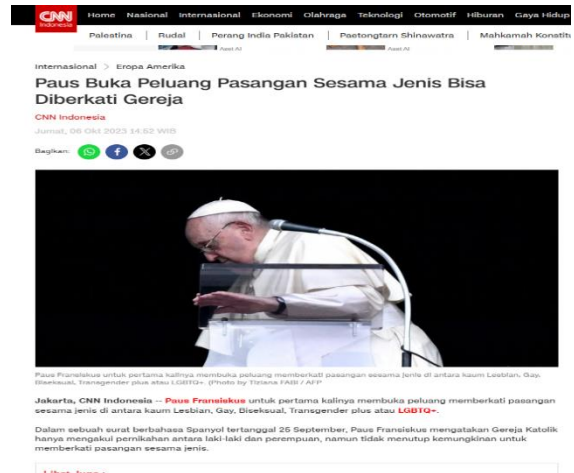 CNN
Indonesia
Home Nasional Internasional Ekonomi Olahraga Teknologi Otomotif Hiburan Gaya Hidup
Palestina | Rudal | Perang India Pakistan | Paetongtarn Shinawatra | Mahkamah Konstitu
Internasional > Eropa Amerika
Paus Buka Peluang Pasangan Sesama Jenis Bisa
Diberkati Gereja
CNN Indonesia
Jumat, 06 Okt 2023 14:52 WIB
Bagikan:
Paus Fransiskus untuk pertama kalinya membuka peluang memberkati pasangan sesama jenis di antara kaum Lesbian, Gay,
Biseksual, Transgender plus atau LGBTQ+. (Photo by Tiziana FABI / AFP
Jakarta, CNN Indonesia -- Paus Fransiskus untuk pertama kalinya membuka peluang memberkati pasangan
sesama jenis di antara kaum Lesbian, Gay, Biseksual, Transgender plus atau LGBTQ+.
Dalam sebuah surat berbahasa Spanyol tertanggal 25 September, Paus Fransiskus mengatakan Gereja Katolik
hanya mengakui pernikahan antara laki-laki dan perempuan, namun tidak menutup kemungkinan untuk
memberkati pasangan sesama jenis.